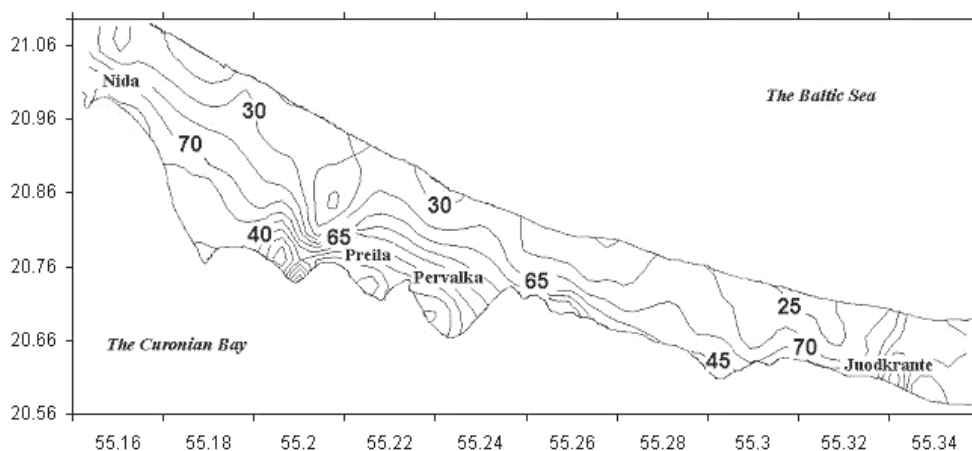 21.06
20.96
20.86
20.76
20.66
20.56
Nida
The Baltic Sea
30
70
30
40
65
Preila
Pervalka
65
25
The Curonian Bay
45
70
Juodkrante
55.16 55.18 55.2 55.22 55.24 55.26 55.28 55.3 55.32 55.34